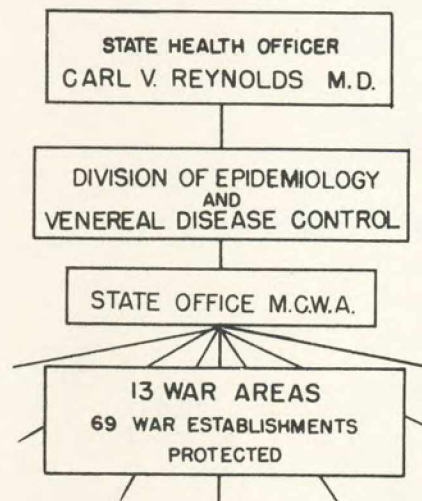 STATE HEALTH OFFICER
CARL V. REYNOLDS M.D.
DIVISION OF EPIDEMIOLOGY
AND
VENEREAL DISEASE CONTROL
STATE OFFICE M.C.W.A.
13 WAR AREAS
69 WAR ESTABLISHMENTS
PROTECTED